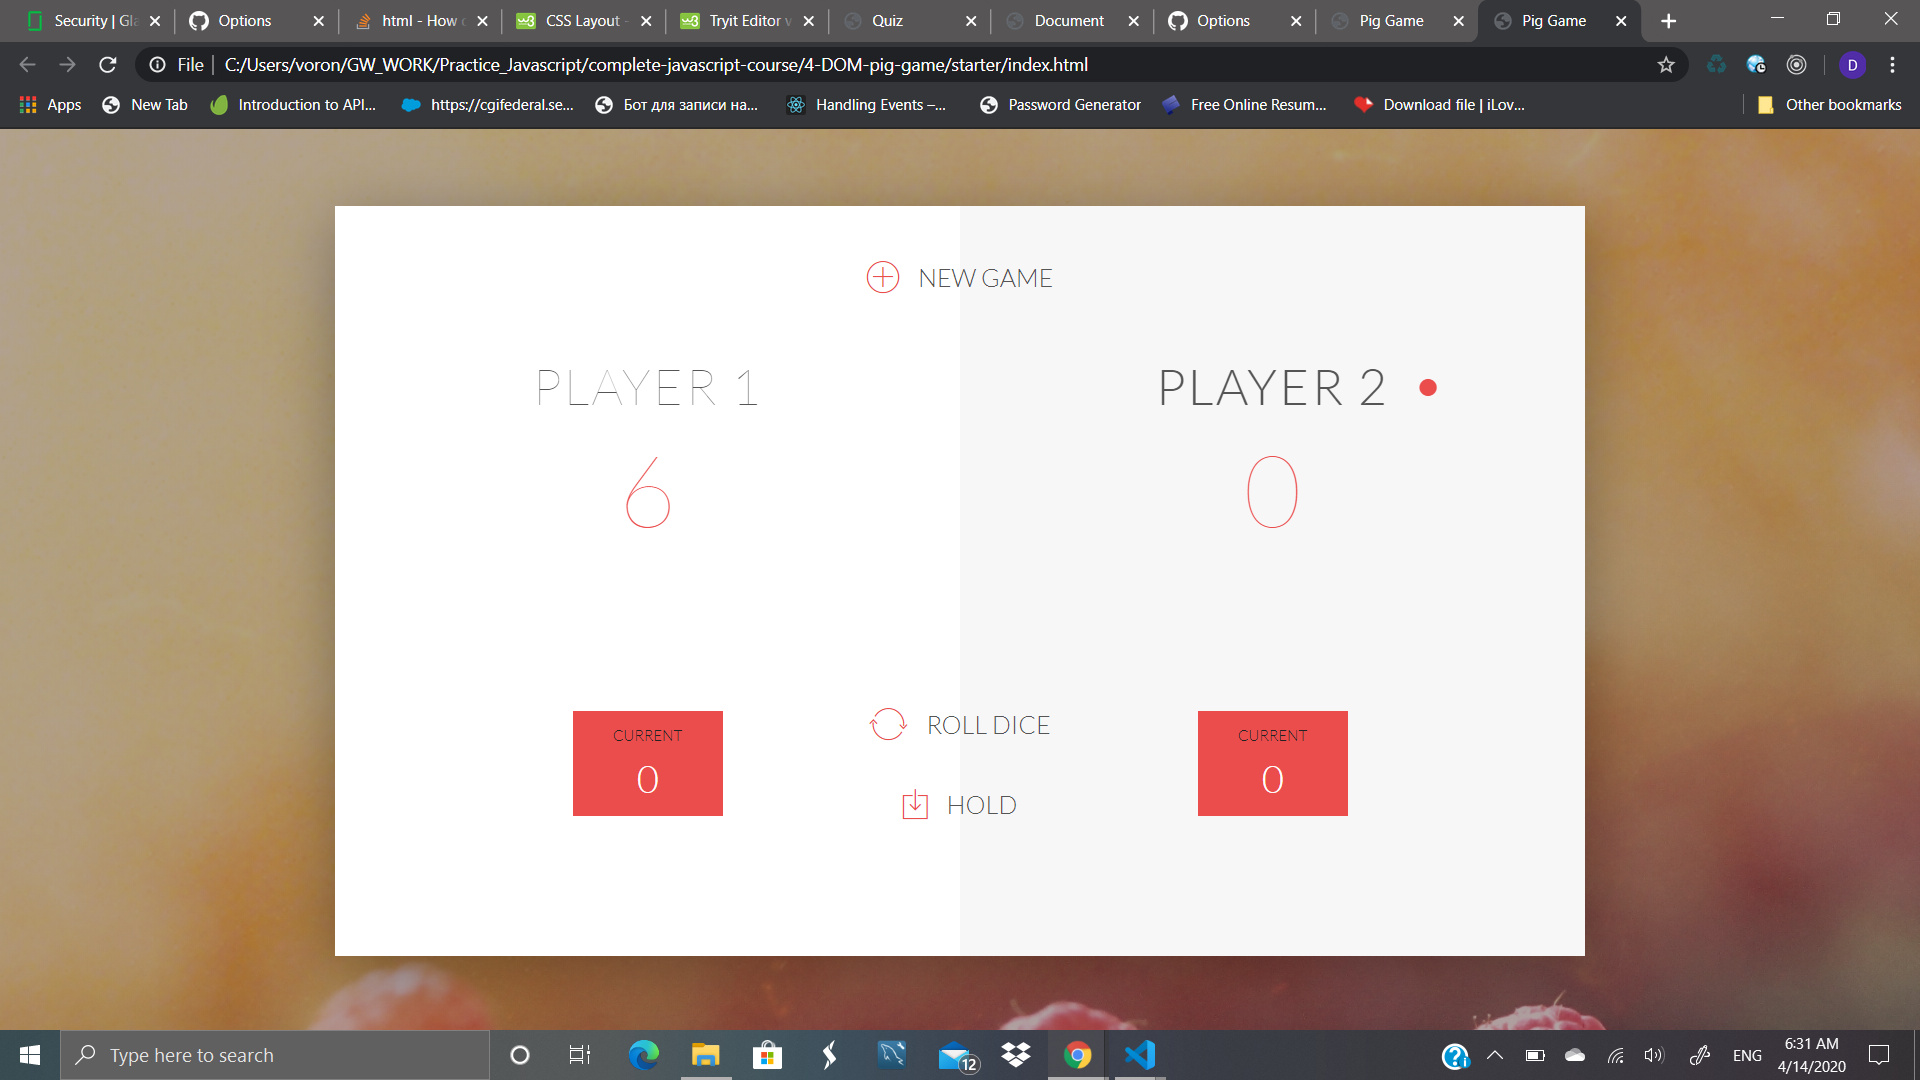 Security | Gla
Options
html - How c
CSS Layout -
Tryit Editor v
Quiz
Document
Options
Pig Game
Pig Game
File
C:/Users/voron/GW_WORK/Practice_Javascript/complete-javascript-course/4-DOM-pig-game/starter/index.html
D
Apps
New Tab
Introduction to API...
https://cgifederal.se...
Бот для записи на...
Handling Events –...
Password Generator
Free Online Resum...
Download file | iLov...
Other bookmarks
NEW GAME
PLAYER 1
PLAYER 2
6
0
ROLL DICE
CURRENT
0
CURRENT
0
HOLD
Type here to search
12
ENG
6:31 AM
4/14/2020